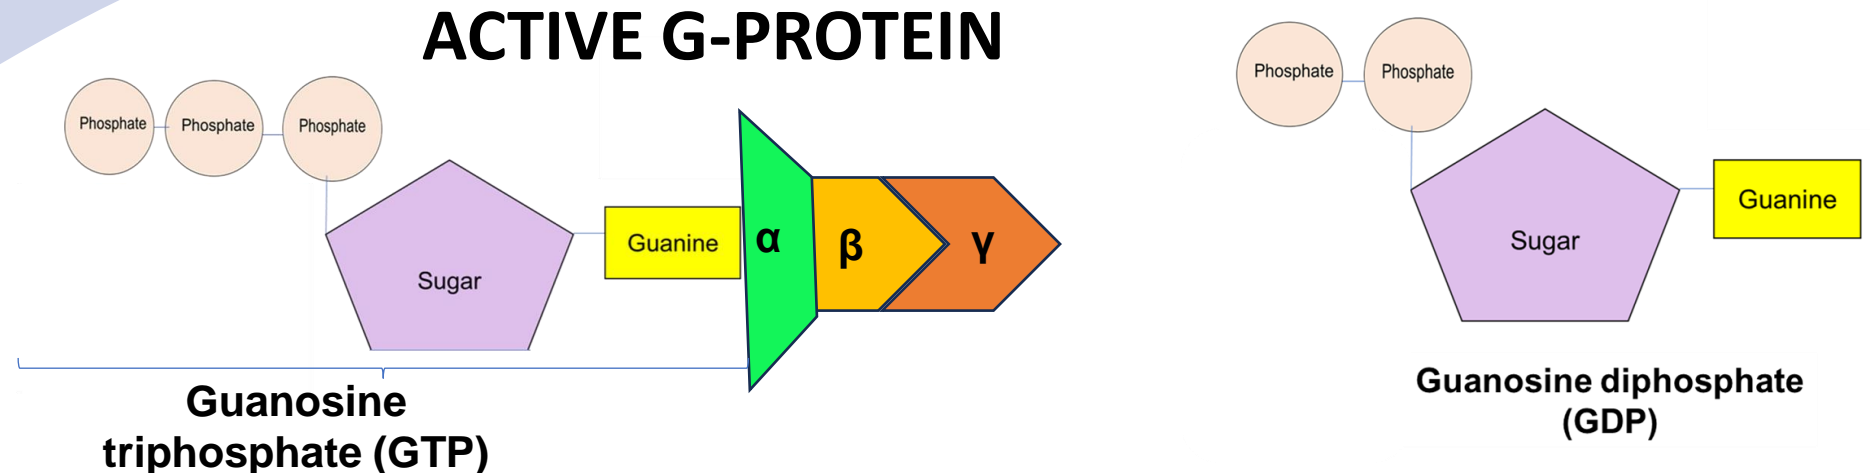 ACTIVE G-PROTEIN
Phosphate
Phosphate
Phosphate
Sugar
Guanine
α
β
γ
Guanosine
triphosphate (GTP)
Phosphate
Phosphate
Sugar
Guanine
Guanosine diphosphate
(GDP)